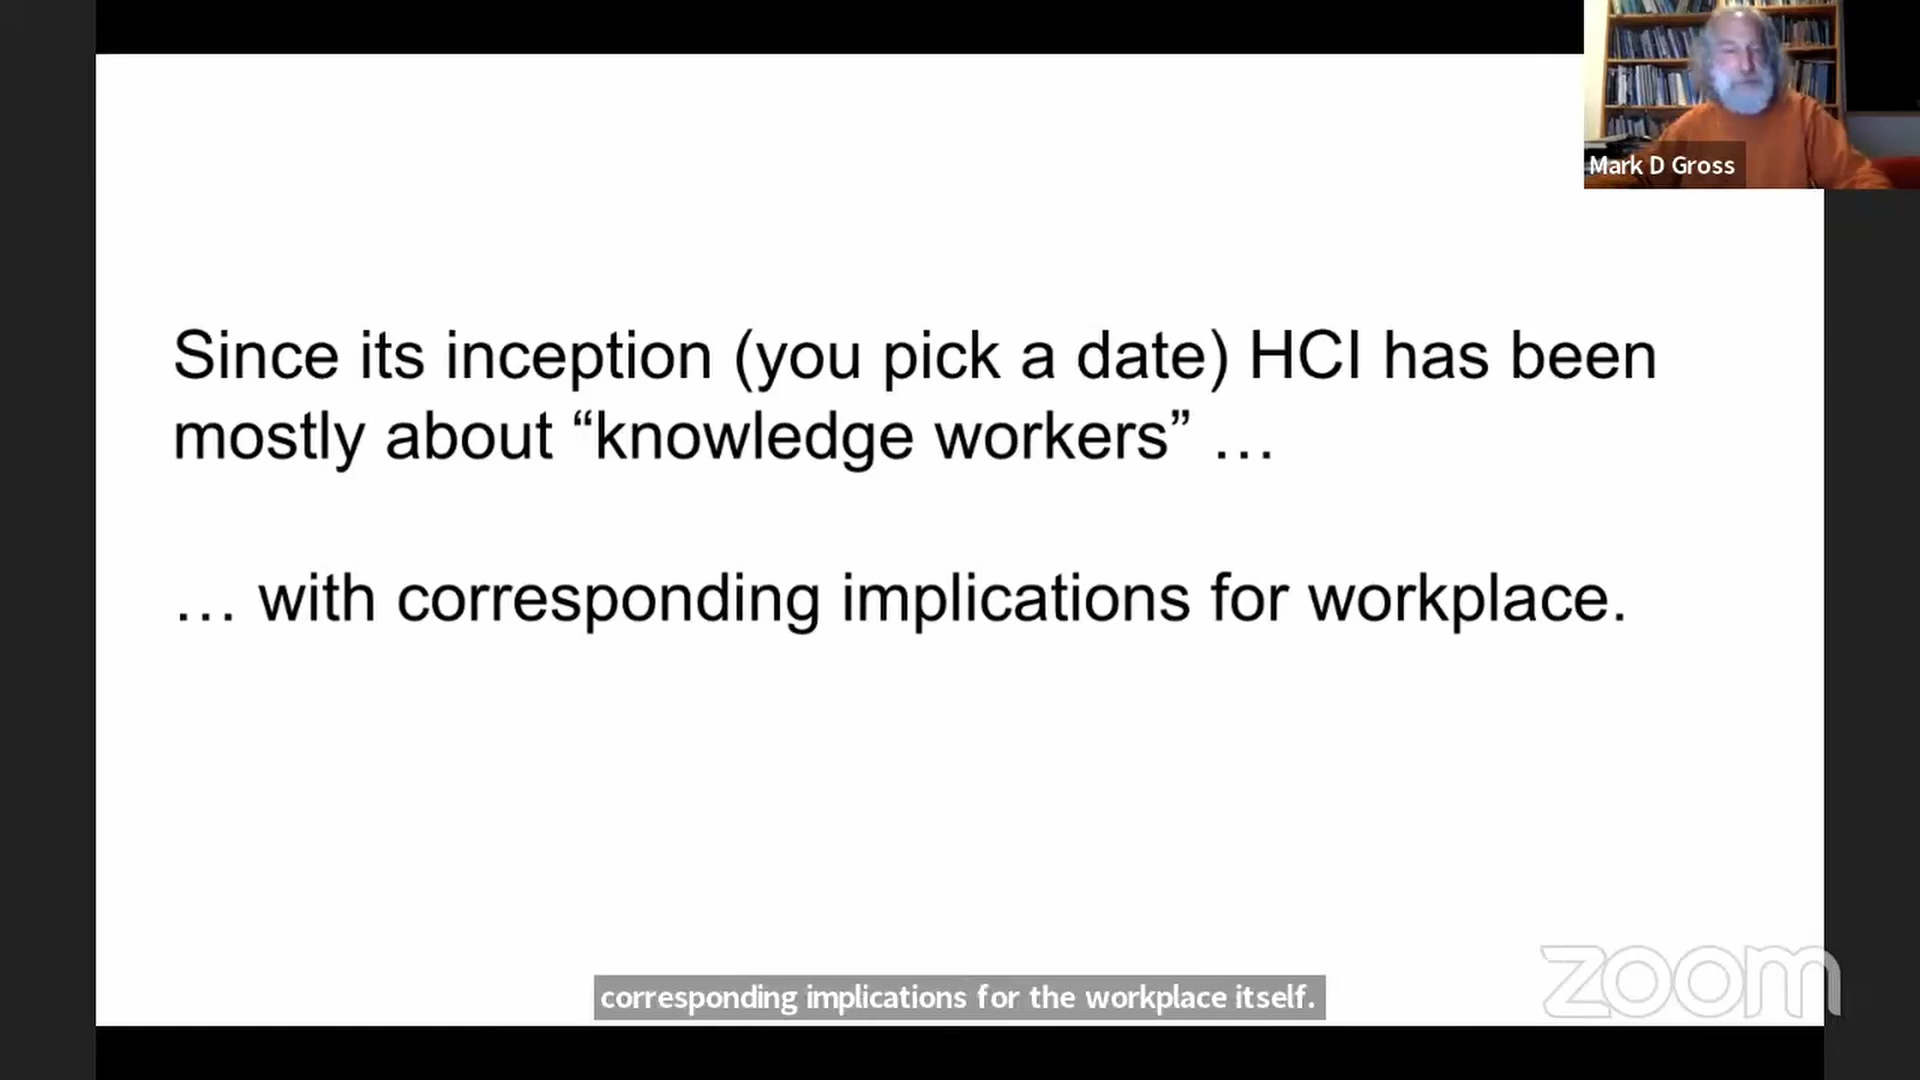 Mark D Gross
Since its inception (you pick a date) HCI has been
mostly about “knowledge workers” …
… with corresponding implications for workplace.
corresponding implications for the workplace itself.
zoom